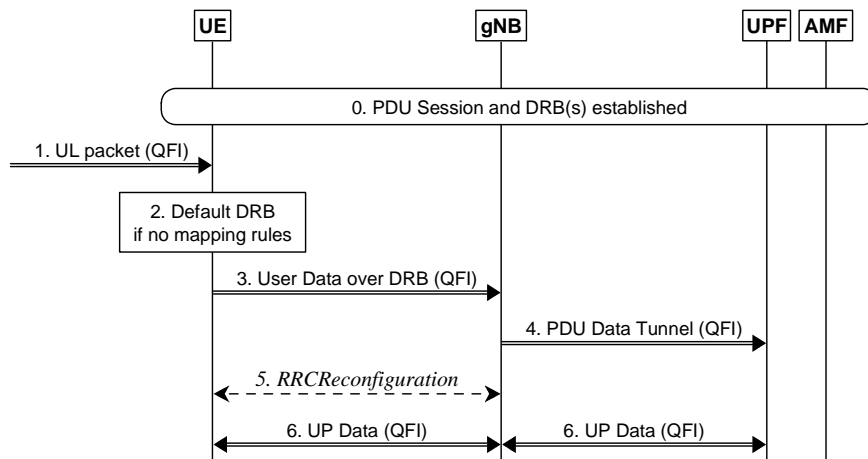 UE
gNB
UPF
AMF
0. PDU Session and DRB(s) established
1. UL packet (QFI)
2. Default DRB
if no mapping rules
3. User Data over DRB (QFI)
4. PDU Data Tunnel (QFI)
5. RRCReconfiguration
6. UP Data (QFI)
6. UP Data (QFI)